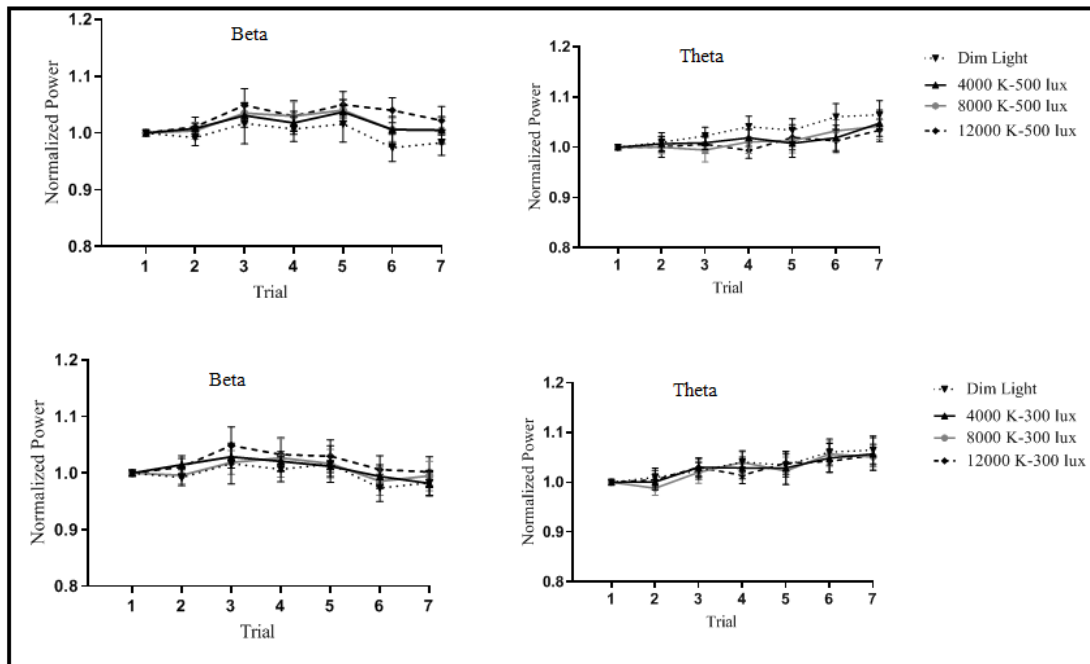 Beta
Normalized Power
1.2
1.1
1.0
0.9
0.8
1 2 3 4 5 6 7
Trial
Theta
Normalized Power
1.2
1.1
1.0
0.9
0.8
1 2 3 4 5 6 7
Trial
Dim Light
4000 K-500 lux
8000 K-500 lux
12000 K-500 lux
Beta
Normalized Power
1.2
1.1
1.0
0.9
0.8
1 2 3 4 5 6 7
Trial
Theta
Normalized Power
1.2
1.1
1.0
0.9
0.8
1 2 3 4 5 6 7
Trial
Dim Light
4000 K-300 lux
8000 K-300 lux
12000 K-300 lux